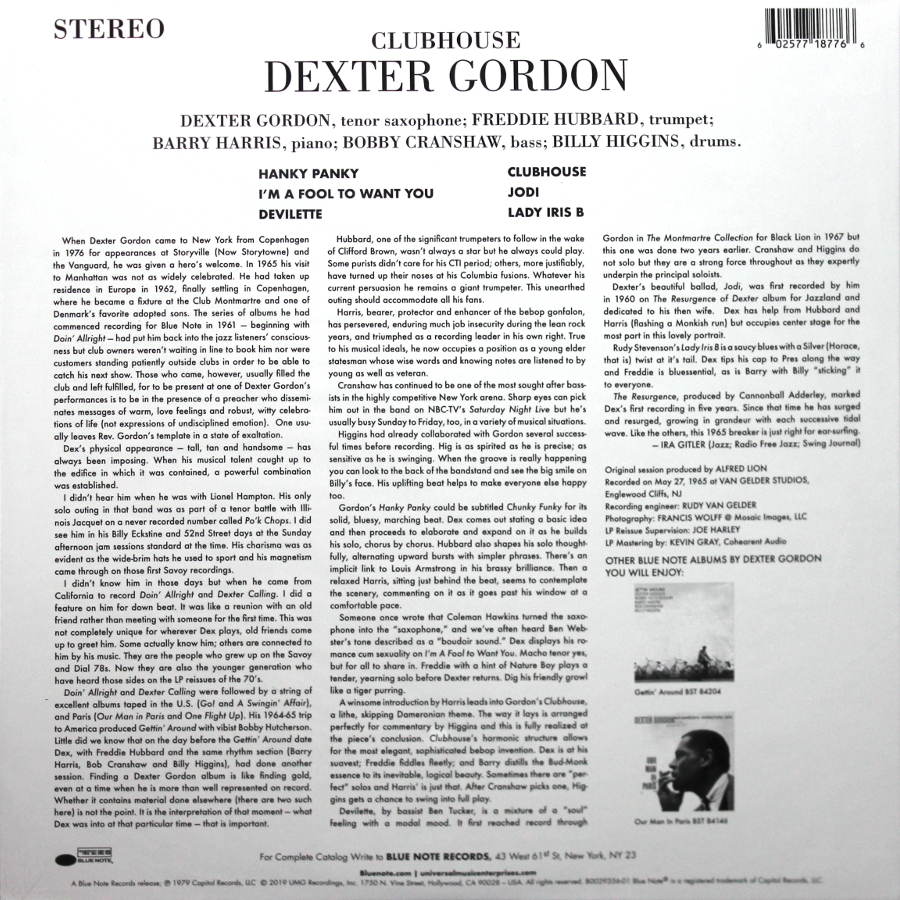 STEREO
6 02577 18776 6
CLUBHOUSE
DEXTER GORDON
DEXTER GORDON, tenor saxophone; FREDDIE HUBBARD, trumpet;
BARRY HARRIS, piano; BOBBY CRANSHAW, bass; BILLY HIGGINS, drums.
HANKY PANKY
I'M A FOOL TO WANT YOU
DEVILETTE
CLUBHOUSE
JODI
LADY IRIS B
When Dexter Gordon came to New York from Copenhagen
in 1976 for appearances at Storyville (Now Storytowne) and
the Vanguard, he was given a hero's welcome. In 1965 his visit
to Manhattan was not as widely celebrated. He had taken up
residence in Europe in 1962, finally settling in Copenhagen,
where he became a fixture at the Club Montmartre and one of
Denmark's favorite adopted sons. The series of albums he had
commenced recording for Blue Note in 1961 — beginning with
Doin' Allright — had put him back into the jazz listeners' conscious-
ness but club owners weren't waiting in line to book him nor were
customers standing patiently outside clubs in order to be able to
catch his next show. Those who came, however, usually filled the
club and left fulfilled, for to be present at one of Dexter Gordon's
performances is to be in the presence of a preacher who dissemi-
nates messages of warm, love feelings and robust, witty celebra-
tions of life (not expressions of undisciplined emotion). One usu-
ally leaves Rev. Gordon's template in a state of exaltation.
Dex's physical appearance — tall, tan and handsome — has
always been imposing. When his musical talent caught up to
the edifice in which it was contained, a powerful combination
was established.
I didn't hear him when he was with Lionel Hampton. His only
solo outing in that band was as part of a tenor battle with Illi-
nois Jacquet on a never recorded number called Po'k Chops. I did
see him in his Billy Eckstine and 52nd Street days at the Sunday
afternoon jam sessions standard at the time. His charisma was as
evident as the wide-brim hats he used to sport and his magnetism
came through on those first Savoy recordings.
I didn't know him in those days but when he came from
California to record Doin' Allright and Dexter Calling. I did a
feature on him for down beat. It was like a reunion with an old
friend rather than meeting with someone for the first time. This was
not completely unique for wherever Dex plays, old friends come
up to greet him. Some actually know him; others are connected to
him by his music. They are the people who grew up on the Savoy
and Dial 78s. Now they are also the younger generation who
have heard those sides on the LP reissues of the 70's.
Doin' Allright and Dexter Calling were followed by a string of
excellent albums taped in the U.S. (Go! and A Swingin' Affair),
and Paris (Our Man in Paris and One Flight Up). His 1964-65 trip
to America produced Gettin' Around with vibist Bobby Hutcherson.
Little did we know that on the day before the Gettin' Around date
Dex, with Freddie Hubbard and the same rhythm section (Barry
Harris, Bob Cranshaw and Billy Higgins), had done another
session. Finding a Dexter Gordon album is like finding gold,
even at a time when he is more than well represented on record.
Whether it contains material done elsewhere (there are two such
here) is not the point. It is the interpretation of that moment — what
Dex was into at that particular time — that is important.
Hubbard, one of the significant trumpeters to follow in the wake
of Clifford Brown, wasn't always a star but he always could play.
Some purists didn't care for his CTI period; others, more justifiably,
have turned up their noses at his Columbia fusions. Whatever his
current persuasion he remains a giant trumpeter. This unearthed
outing should accommodate all his fans.
Harris, bearer, protector and enhancer of the bebop gonfalon,
has persevered, enduring much job insecurity during the lean rock
years, and triumphed as a recording leader in his own right. True
to his musical ideals, he now occupies a position as a young elder
statesman whose wise words and knowing notes are listened to by
young as well as veteran.
Cranshaw has continued to be one of the most sought after bass-
ists in the highly competitive New York arena. Sharp eyes can pick
him out in the band on NBC-TV's Saturday Night Live but he's
usually busy Sunday to Friday, too, in a variety of musical situations.
Higgins had already collaborated with Gordon several success-
ful times before recording. Higgins is as spirited as he is precise; as
sensitive as he is swinging. When the groove is really happening
you can look to the back of the bandstand and see the big smile on
Billy's face. His uplifting beat helps to make everyone else happy
too.
Gordon's Hanky Panky could be subtitled Chunky Funky for its
solid, bluesy, marching beat. Dex comes out stating a basic idea
and then proceeds to elaborate and expand on it as he builds
his solo, chorus by chorus. Hubbard also shapes his solo thought-
fully, alternating upward bursts with simpler phrases. There's an
implicit link to Louis Armstrong in his brassy brilliance. Then a
relaxed Harris, sitting just behind the beat, seems to contemplate
the scenery, commenting on it as it goes past his window at a
comfortable pace.
Someone once wrote that Coleman Hawkins turned the saxo-
phone into the "saxophone," and we've often heard Ben Web-
ster's tone described as a "boudoir sound." Dex displays his ro-
mance cum sexuality on I'm A Fool to Want You. Macho tenor yes,
but for all to share in. Freddie with a hint of Nature Boy plays a
tender, yearning solo before Dexter returns. Dig his friendly growl
like a tiger purring.
A winsome introduction by Harris leads into Gordon's Clubhouse,
a lithe, skipping Dameronian theme. The way it lays is arranged
perfectly for commentary by Higgins and this is fully realized at
the piece's conclusion. Clubhouse's harmonic structure allows
for the most elegant, sophisticated bebop invention. Dex is at his
suavest; Freddie fiddles fleetly; and Barry distills the Bud-Monk
essence to its inevitable, logical beauty. Sometimes there are "per-
fect" solos and Harris' is just that. After Cranshaw picks one, Hig-
gins gets a chance to swing into full play.
Devilette, by bassist Ben Tucker, is a mixture of a "soul"
feeling with a modal mood. It first reached record through
Gordon in The Montmartre Collection for Black Lion in 1967 but
this one was done two years earlier. Cranshaw and Higgins do
not solo but they are a strong force throughout as they expertly
underpin the principal soloists.
Dexter's beautiful ballad, Jodi, was first recorded by him
in 1960 on The Resurgence of Dexter album for Jazzland and
dedicated to his then wife. Dex has help from Hubbard and
Harris (flashing a Monkish run) but occupies center stage for the
most part in this lovely portrait.
Rudy Stevenson's Lady Iris B is a saucy blues with a Silver (Horace,
that is) twist at it's tail. Dex tips his cap to Pres along the way
and Freddie is bluessential, as is Barry with Billy "sticking" it
to everyone.
The Resurgence, produced by Cannonball Adderley, marked
Dex's first recording in five years. Since that time he has surged
and resurged, growing in grandeur with each successive tidal
wave. Like the others, this 1965 breaker is just right for ear-surfing.
— IRA GITLER (Jazz; Radio Free Jazz; Swing Journal)
Original session produced by ALFRED LION
Recorded on May 27, 1965 at VAN GELDER STUDIOS,
Englewood Cliffs, NJ
Recording engineer: RUDY VAN GELDER
Photography: FRANCIS WOLFF @ Mosaic Images, LLC
LP Reissue Supervision: JOE HARLEY
LP Mastering by: KEVIN GRAY, Cohearent Audio
OTHER BLUE NOTE ALBUMS BY DEXTER GORDON
YOU WILL ENJOY:
Gettin' Around BST 84204
DEXTER GORDON
OUR MAN IN PARIS
Our Man In Paris BST 84146
BLUE NOTE
For Complete Catalog Write to BLUE NOTE RECORDS, 43 West 61st St, New York, NY 23
Bluenote.com | universalmusicenterprises.com
A Blue Note Records release; ℗ 1979 Capitol Records, LLC © 2019 UMG Recordings, Inc. 1750 N. Vine Street, Hollywood, CA 90028 – USA. All rights reserved. B0029356-01 Blue Note® is a registered trademark of Capitol Records, LLC.